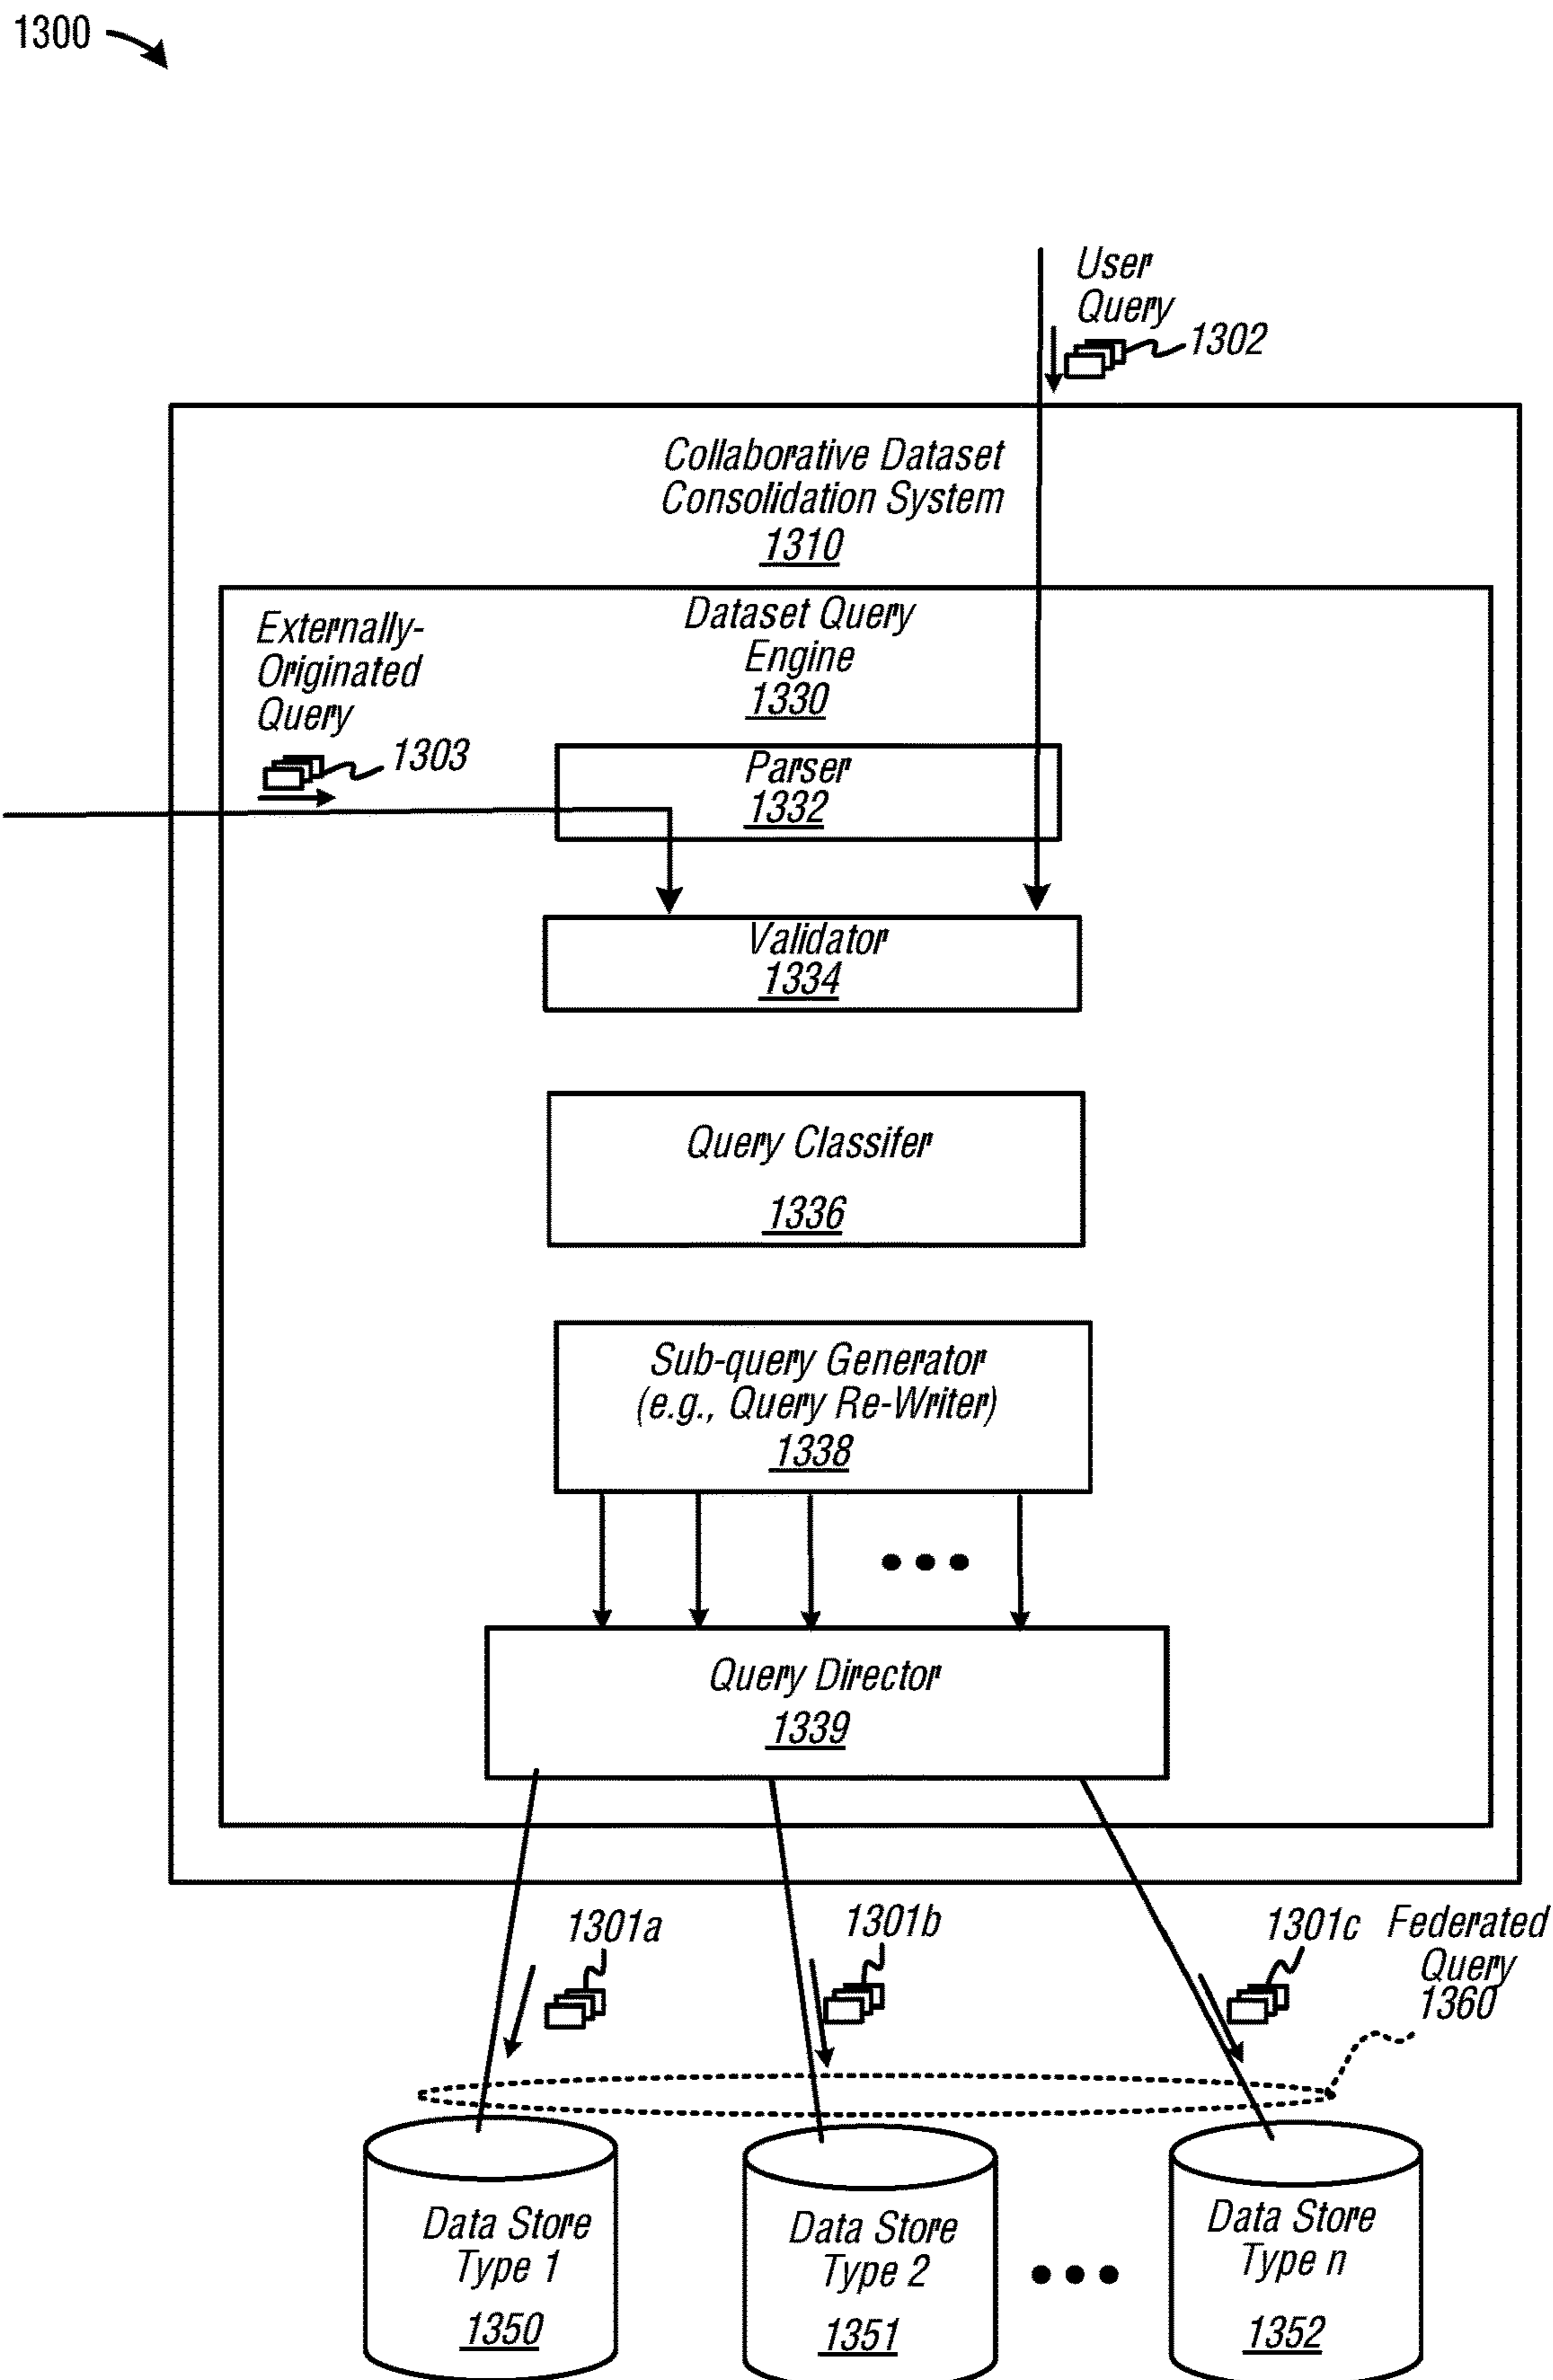 1300
User
Query
1302
Collaborative Dataset
Consolidation System
1310
Externally-
Originated
Query
1303
Dataset Query
Engine
1330
Parser
1332
Validator
1334
Query Classifer
1336
Sub-query Generator
(e.g., Query Re-Writer)
1338
Query Director
1339
1301a
1301b
1301c
Federated
Query
1360
Data Store
Type 1
1350
Data Store
Type 2
1351
Data Store
Type n
1352